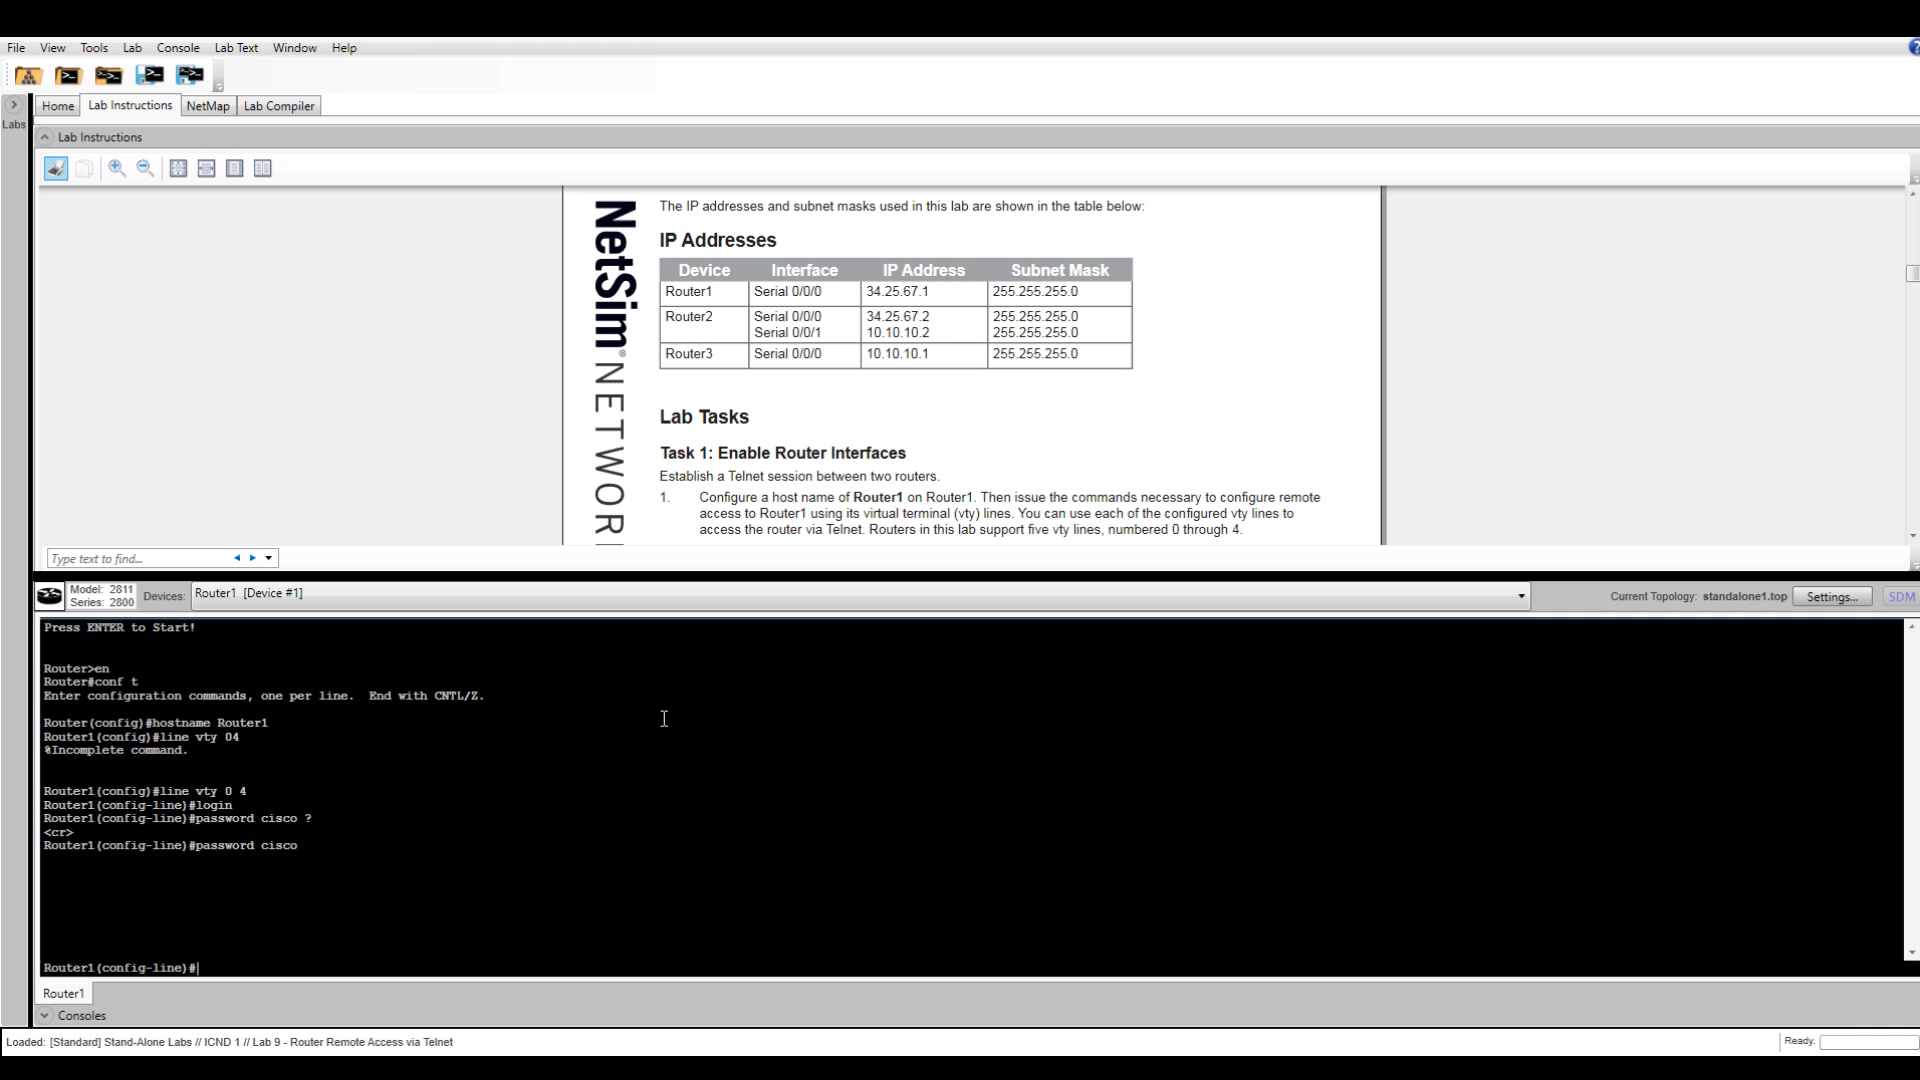 File View Tools Lab Console Lab Text Window Help
Labs
Home Lab Instructions NetMap Lab Compiler
Lab Instructions
NetSim® NETWOR
The IP addresses and subnet masks used in this lab are shown in the table below:
IP Addresses
Device Interface IP Address Subnet Mask
Router1 Serial 0/0/0 34.25.67.1 255.255.255.0
Router2 Serial 0/0/0 34.25.67.2 255.255.255.0
Serial 0/0/1 10.10.10.2 255.255.255.0
Router3 Serial 0/0/0 10.10.10.1 255.255.255.0
Lab Tasks
Task 1: Enable Router Interfaces
Establish a Telnet session between two routers.
1. Configure a host name of Router1 on Router1. Then issue the commands necessary to configure remote
access to Router1 using its virtual terminal (vty) lines. You can use each of the configured vty lines to
access the router via Telnet. Routers in this lab support five vty lines, numbered 0 through 4.
Type text to find...
Model: 2811
Series: 2800
Devices: Router1 [Device #1] Current Topology: standalone1.top Settings... SDM
Press ENTER to Start!
Router>en
Router#conf t
Enter configuration commands, one per line. End with CNTL/Z.
Router(config)#hostname Router1
Router1(config)#line vty 04
%Incomplete command.
Router1(config)#line vty 0 4
Router1(config-line)#login
Router1(config-line)#password cisco ?
<cr>
Router1(config-line)#password cisco
Router1(config-line)#
Router1
Consoles
Loaded: [Standard] Stand-Alone Labs // ICND 1 // Lab 9 - Router Remote Access via Telnet Ready.